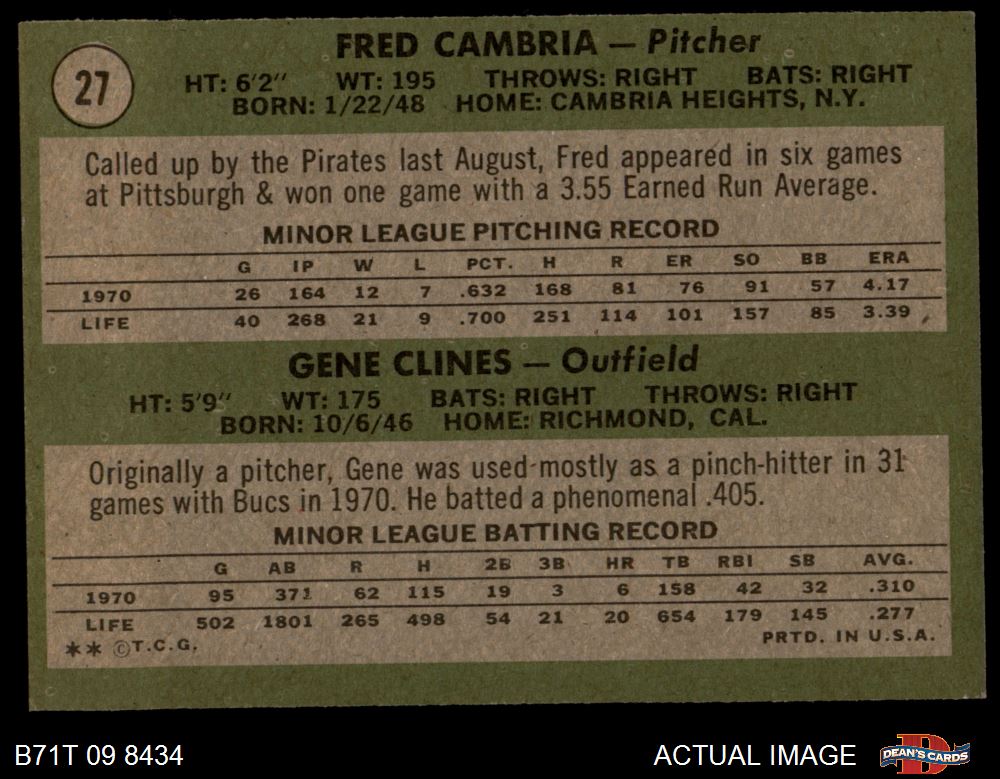 27
FRED CAMBRIA — Pitcher
HT: 6'2" WT: 195 THROWS: RIGHT BATS: RIGHT
BORN: 1/22/48 HOME: CAMBRIA HEIGHTS, N.Y.
Called up by the Pirates last August, Fred appeared in six games
at Pittsburgh & won one game with a 3.55 Earned Run Average.
MINOR LEAGUE PITCHING RECORD
G IP W L PCT. H R ER SO BB ERA
1970 26 164 12 7 .632 168 81 76 91 57 4.17
LIFE 40 268 21 9 .700 251 114 101 157 85 3.39
GENE CLINES — Outfield
HT: 5'9" WT: 175 BATS: RIGHT THROWS: RIGHT
BORN: 10/6/46 HOME: RICHMOND, CAL.
Originally a pitcher, Gene was used mostly as a pinch-hitter in 31
games with Bucs in 1970. He batted a phenomenal .405.
MINOR LEAGUE BATTING RECORD
G AB R H 2B 3B HR TB RBI SB AVG.
1970 95 371 62 115 19 3 6 158 42 32 .310
LIFE 502 1801 265 498 54 21 20 654 179 145 .277
** ©T.C.G. PRTD. IN U.S.A.
B71T 09 8434 ACTUAL IMAGE DEAN'S CARDS